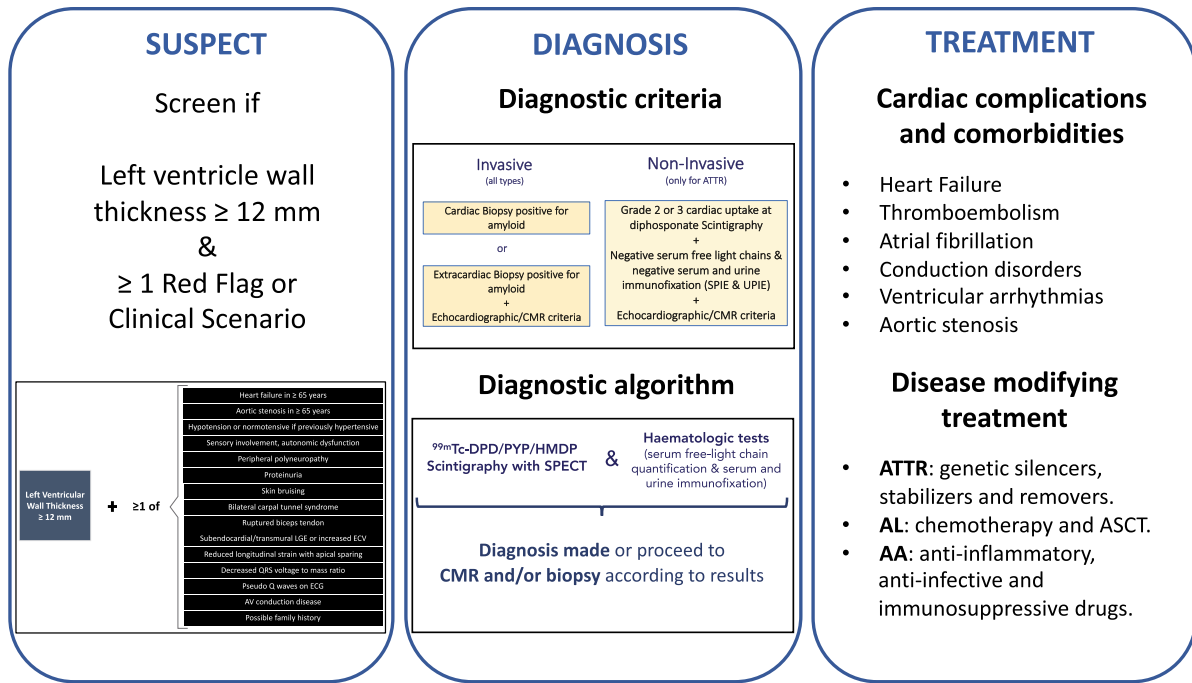 SUSPECT
Screen if
Left ventricle wall
thickness ≥ 12 mm
&
≥ 1 Red Flag or
Clinical Scenario
Left Ventricular
Wall Thickness
≥ 12 mm
+
≥1 of
Heart failure in ≥ 65 years
Aortic stenosis in ≥ 65 years
Hypotension or normotensive if previously hypertensive
Sensory involvement, autonomic dysfunction
Peripheral polyneuropathy
Proteinuria
Skin bruising
Bilateral carpal tunnel syndrome
Ruptured biceps tendon
Subendocardial/transmural LGE or increased ECV
Reduced longitudinal strain with apical sparing
Decreased QRS voltage to mass ratio
Pseudo Q waves on ECG
AV conduction disease
Possible family history
DIAGNOSIS
Diagnostic criteria
Invasive
(all types)
Cardiac Biopsy positive for
amyloid
or
Extracardiac Biopsy positive for
amyloid
+
Echocardiographic/CMR criteria
Non-Invasive
(only for ATTR)
Grade 2 or 3 cardiac uptake at
diphosponate Scintigraphy
+
Negative serum free light chains &
negative serum and urine
immunofixation (SPIE & UPIE)
+
Echocardiographic/CMR criteria
Diagnostic algorithm
⁹⁹ᵐTc-DPD/PYP/HMDP
Scintigraphy with SPECT
&
Haematologic tests
(serum free-light chain
quantification & serum and
urine immunofixation)
Diagnosis made or proceed to
CMR and/or biopsy according to results
TREATMENT
Cardiac complications
and comorbidities
• Heart Failure
• Thromboembolism
• Atrial fibrillation
• Conduction disorders
• Ventricular arrhythmias
• Aortic stenosis
Disease modifying
treatment
• ATTR: genetic silencers,
stabilizers and removers.
• AL: chemotherapy and ASCT.
• AA: anti-inflammatory,
anti-infective and
immunosuppressive drugs.